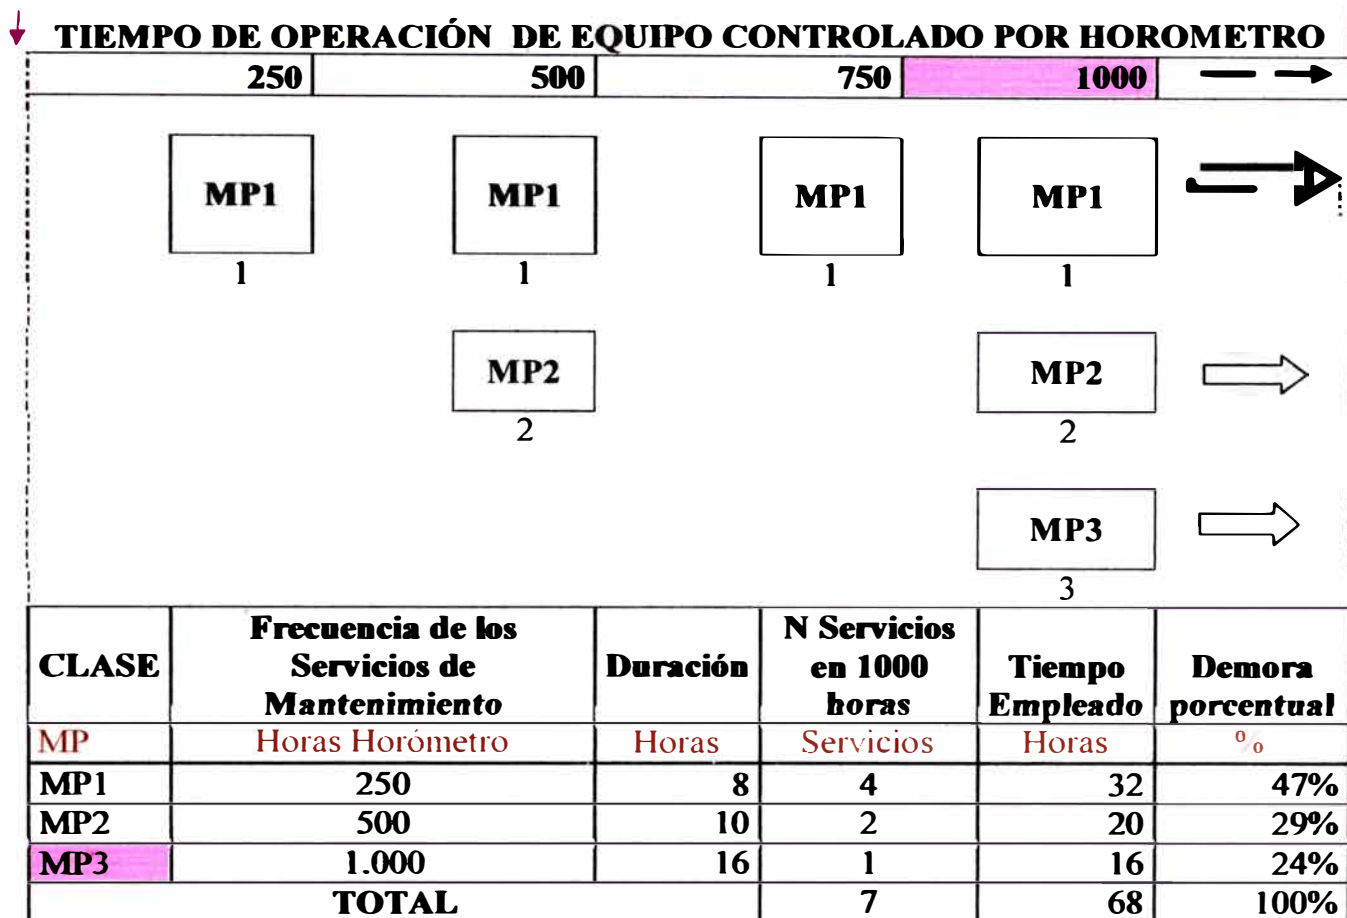 TIEMPO DE OPERACIÓN DE EQUIPO CONTROLADO POR HOROMETRO
250 500 750 1000
MP1 MP1 MP1 MP1
1 1 1 1
MP2 MP2
2 2
MP3
3
CLASE Frecuencia de los Servicios de Mantenimiento Duración N Servicios en 1000 horas Tiempo Empleado Demora porcentual
MP Horas Horómetro Horas Servicios Horas %
MP1 250 8 4 32 47%
MP2 500 10 2 20 29%
MP3 1.000 16 1 16 24%
TOTAL 7 68 100%